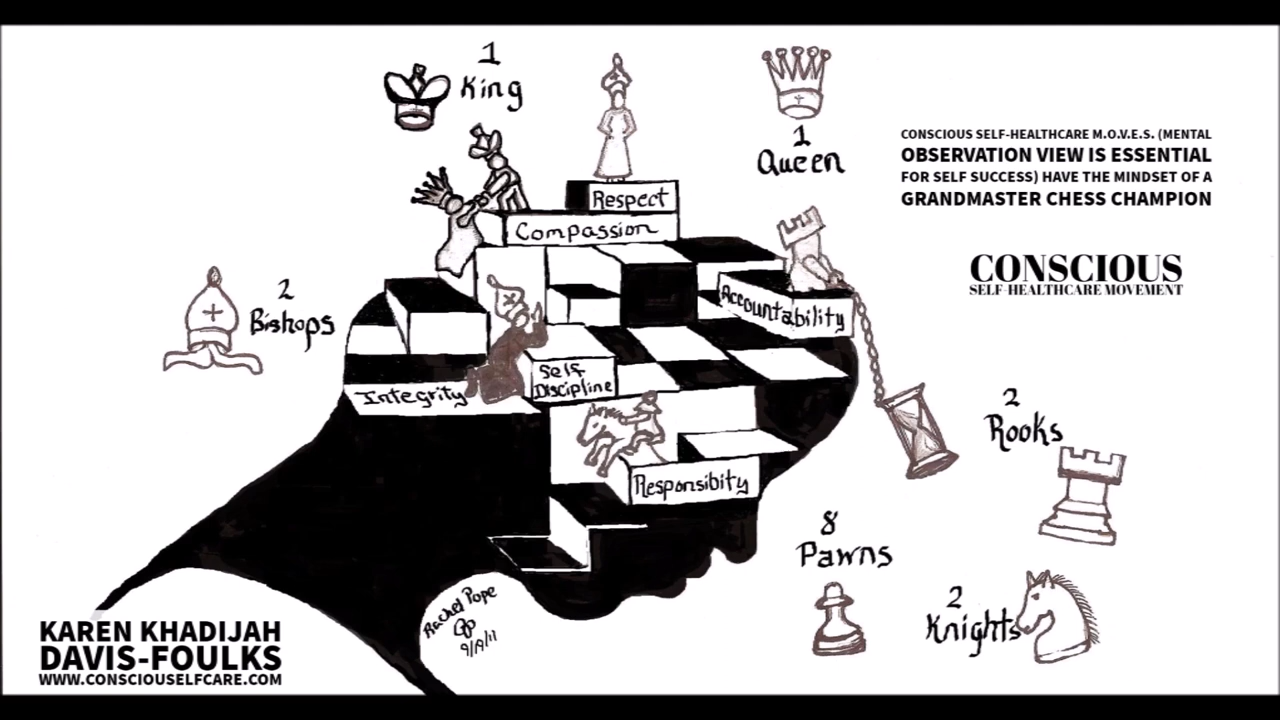 1
King
1
Queen
CONSCIOUS SELF-HEALTHCARE M.O.V.E.S. (MENTAL
OBSERVATION VIEW IS ESSENTIAL
FOR SELF SUCCESS) HAVE THE MINDSET OF A
GRANDMASTER CHESS CHAMPION
CONSCIOUS
SELF-HEALTHCARE MOVEMENT
Respect
Compassion
2
Bishops
Accountability
Self
Discipline
Integrity
Responsibity
2
Rooks
8
Pawns
2
Knights
Rachel Pope
9/19/11
KAREN KHADIJAH
DAVIS-FOULKS
WWW.CONSCIOUSELFCARE.COM